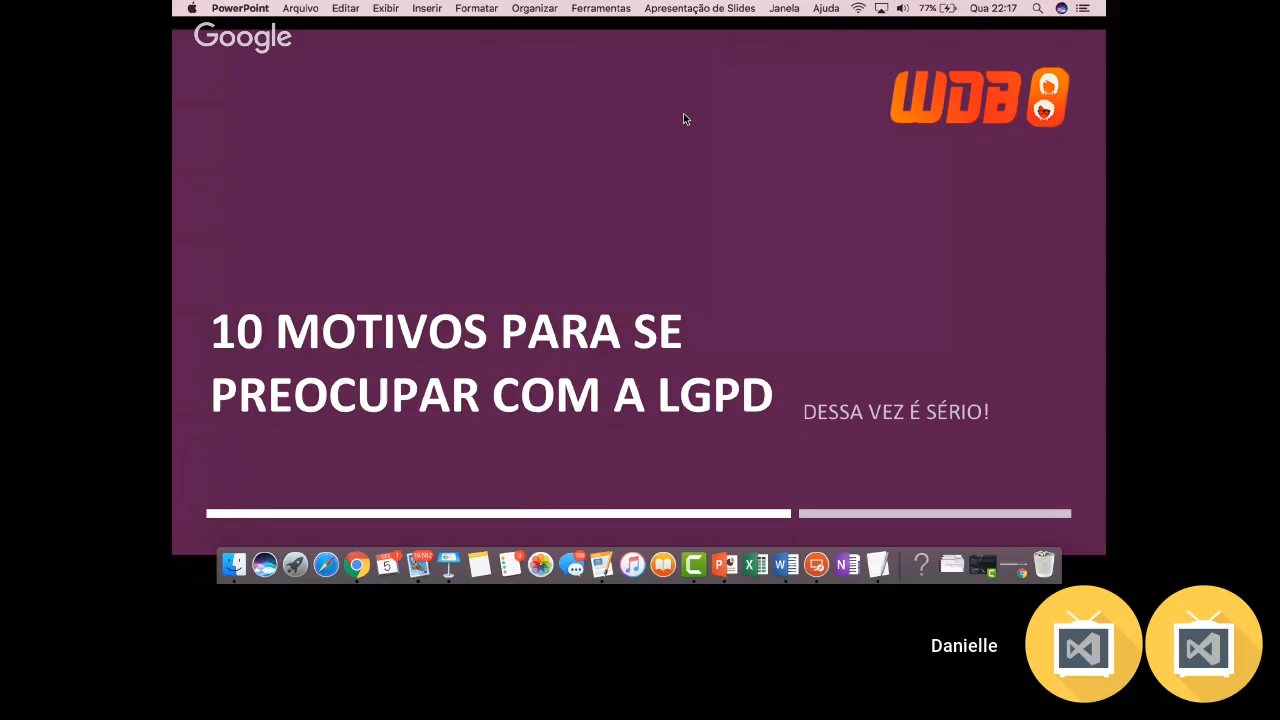 PowerPoint Arquivo Editar Exibir Inserir Formatar Organizar Ferramentas Apresentação de Slides Janela Ajuda 77% Qua 22:17
Google
WDB
10 MOTIVOS PARA SE
PREOCUPAR COM A LGPD
DESSA VEZ É SÉRIO!
Danielle